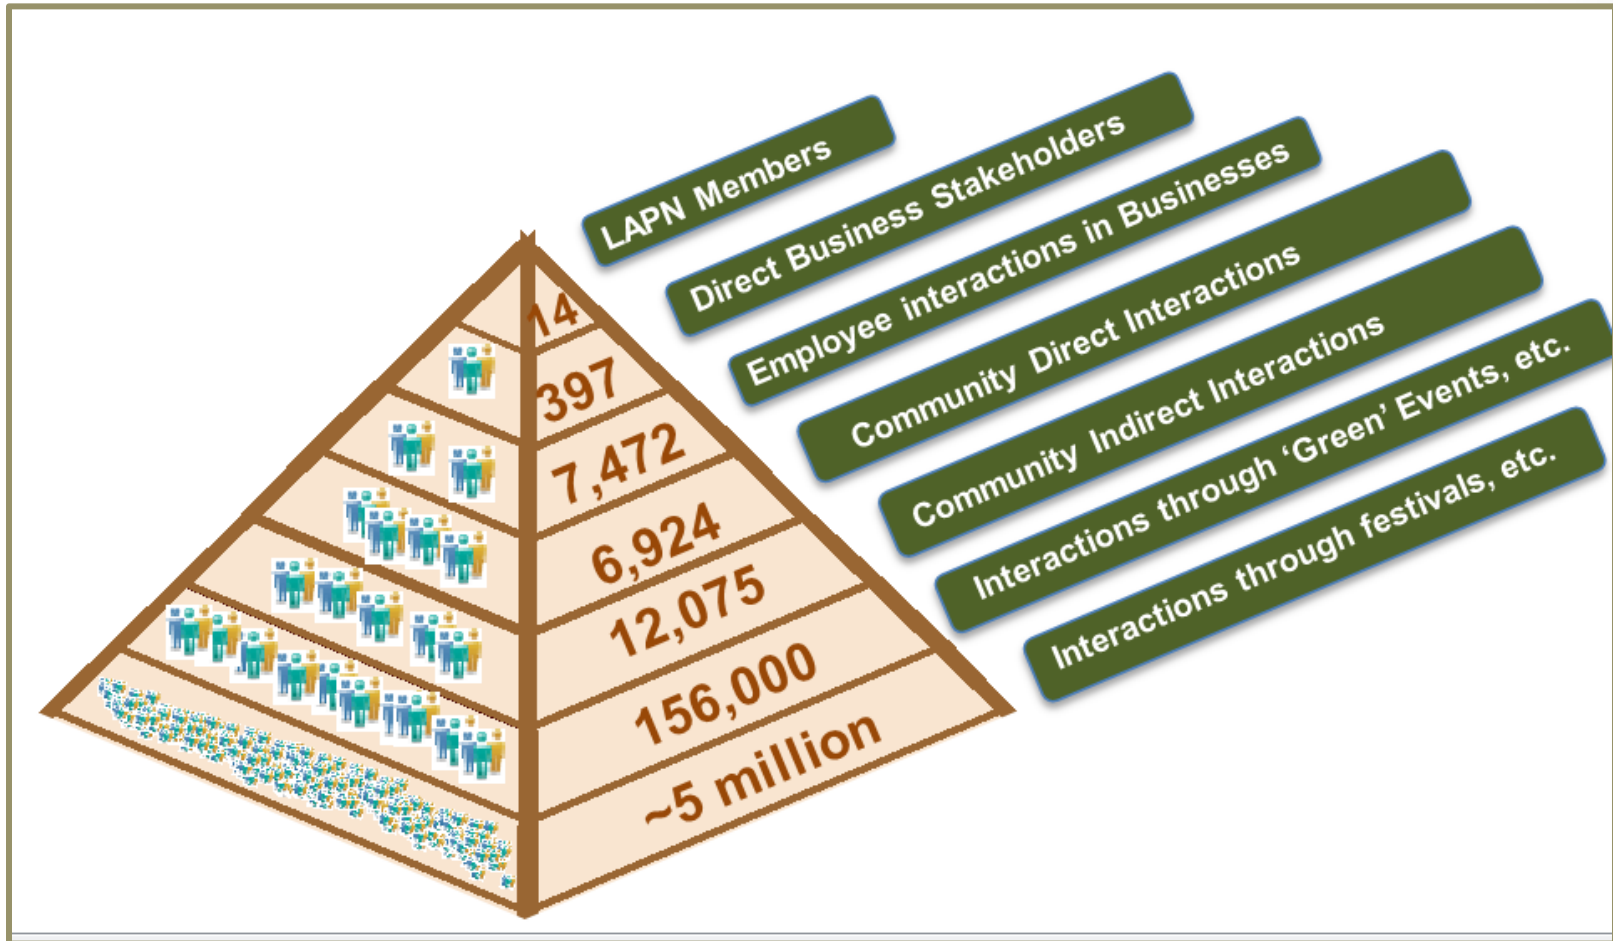 LAPN Members
Direct Business Stakeholders
Employee interactions in Businesses
Community Direct Interactions
Community Indirect Interactions
Interactions through ‘Green’ Events, etc.
Interactions through festivals, etc.
14
397
7,472
6,924
12,075
156,000
~5 million